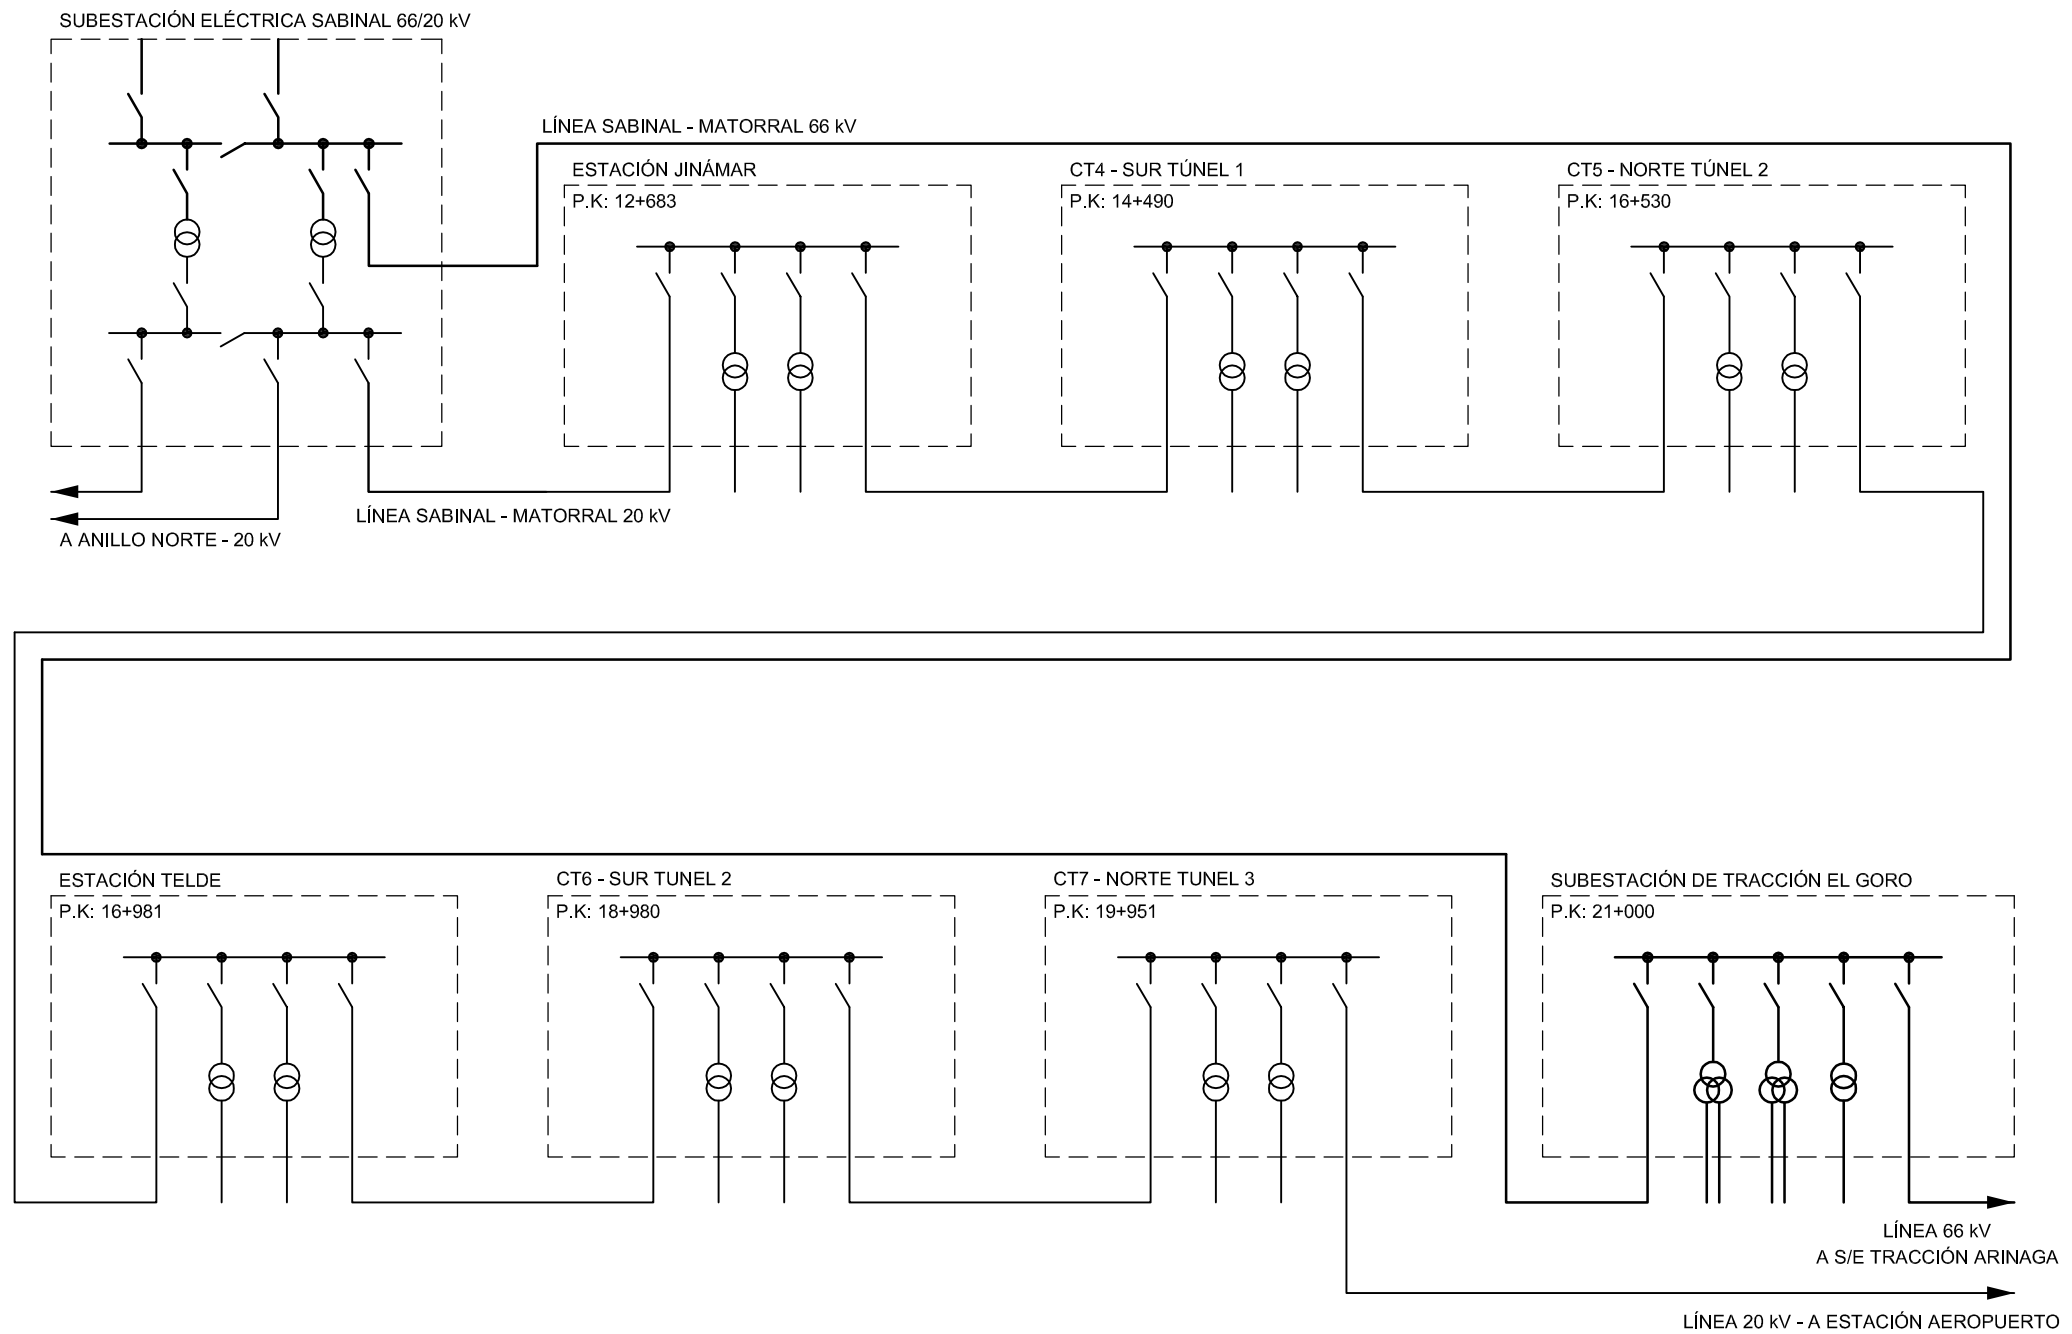 SUBESTACIÓN ELÉCTRICA SABINAL 66/20 kV
LÍNEA SABINAL - MATORRAL 66 kV
ESTACIÓN JINÁMAR
P.K: 12+683
CT4 - SUR TÚNEL 1
P.K: 14+490
CT5 - NORTE TÚNEL 2
P.K: 16+530
LÍNEA SABINAL - MATORRAL 20 kV
A ANILLO NORTE - 20 kV
ESTACIÓN TELDE
P.K: 16+981
CT6 - SUR TUNEL 2
P.K: 18+980
CT7 - NORTE TUNEL 3
P.K: 19+951
SUBESTACIÓN DE TRACCIÓN EL GORO
P.K: 21+000
LÍNEA 66 kV
A S/E TRACCIÓN ARINAGA
LÍNEA 20 kV - A ESTACIÓN AEROPUERTO